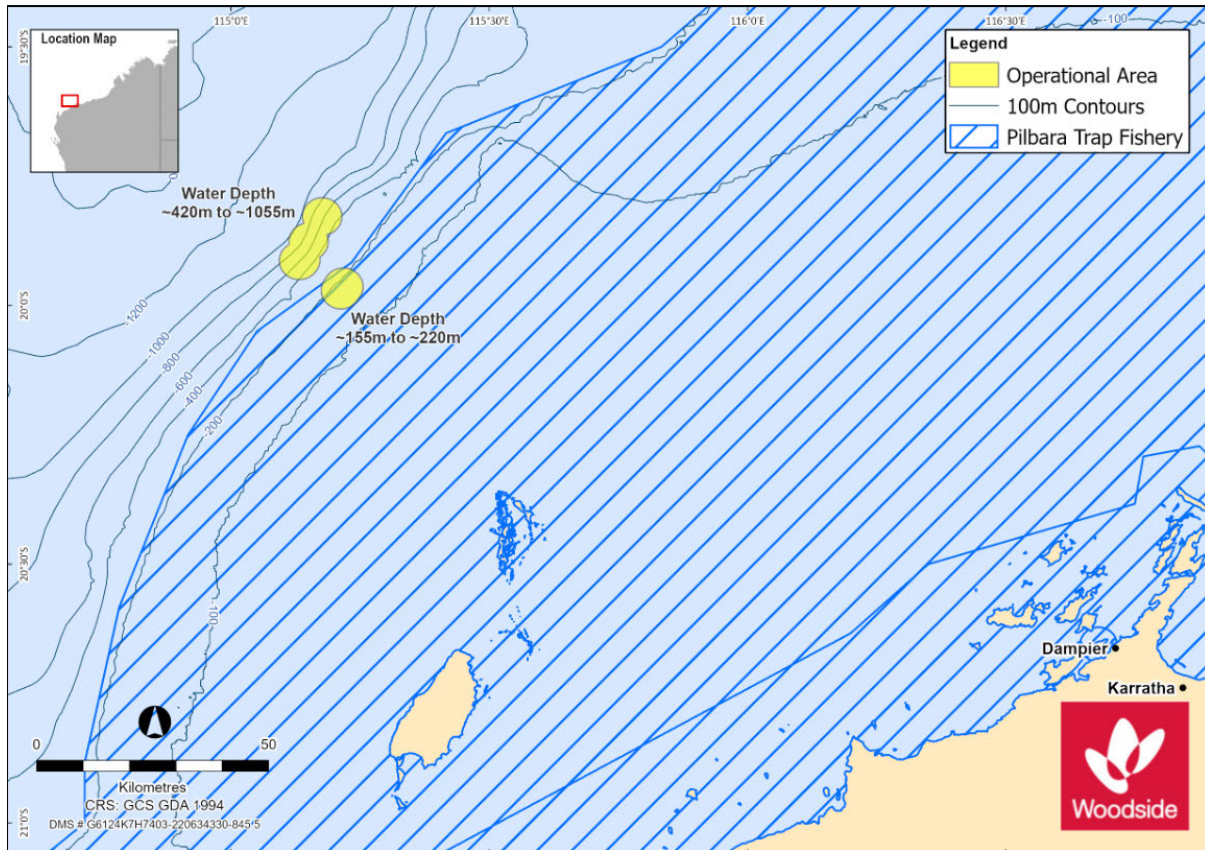 115°0'E
115°30'E
116°0'E
116°30'E
19°30'S
20°0'S
20°30'S
21°0'S
Location Map
Legend
Operational Area
100m Contours
Pilbara Trap Fishery
-100
Water Depth
~420m to ~1055m
Water Depth
~155m to ~220m
-1200
-1000
-800
-600
-400
-200
-100
Dampier
Karratha
0
50
Kilometres
CRS: GCS GDA 1994
DMS # G6124K7H7403-220634330-845*5
Woodside